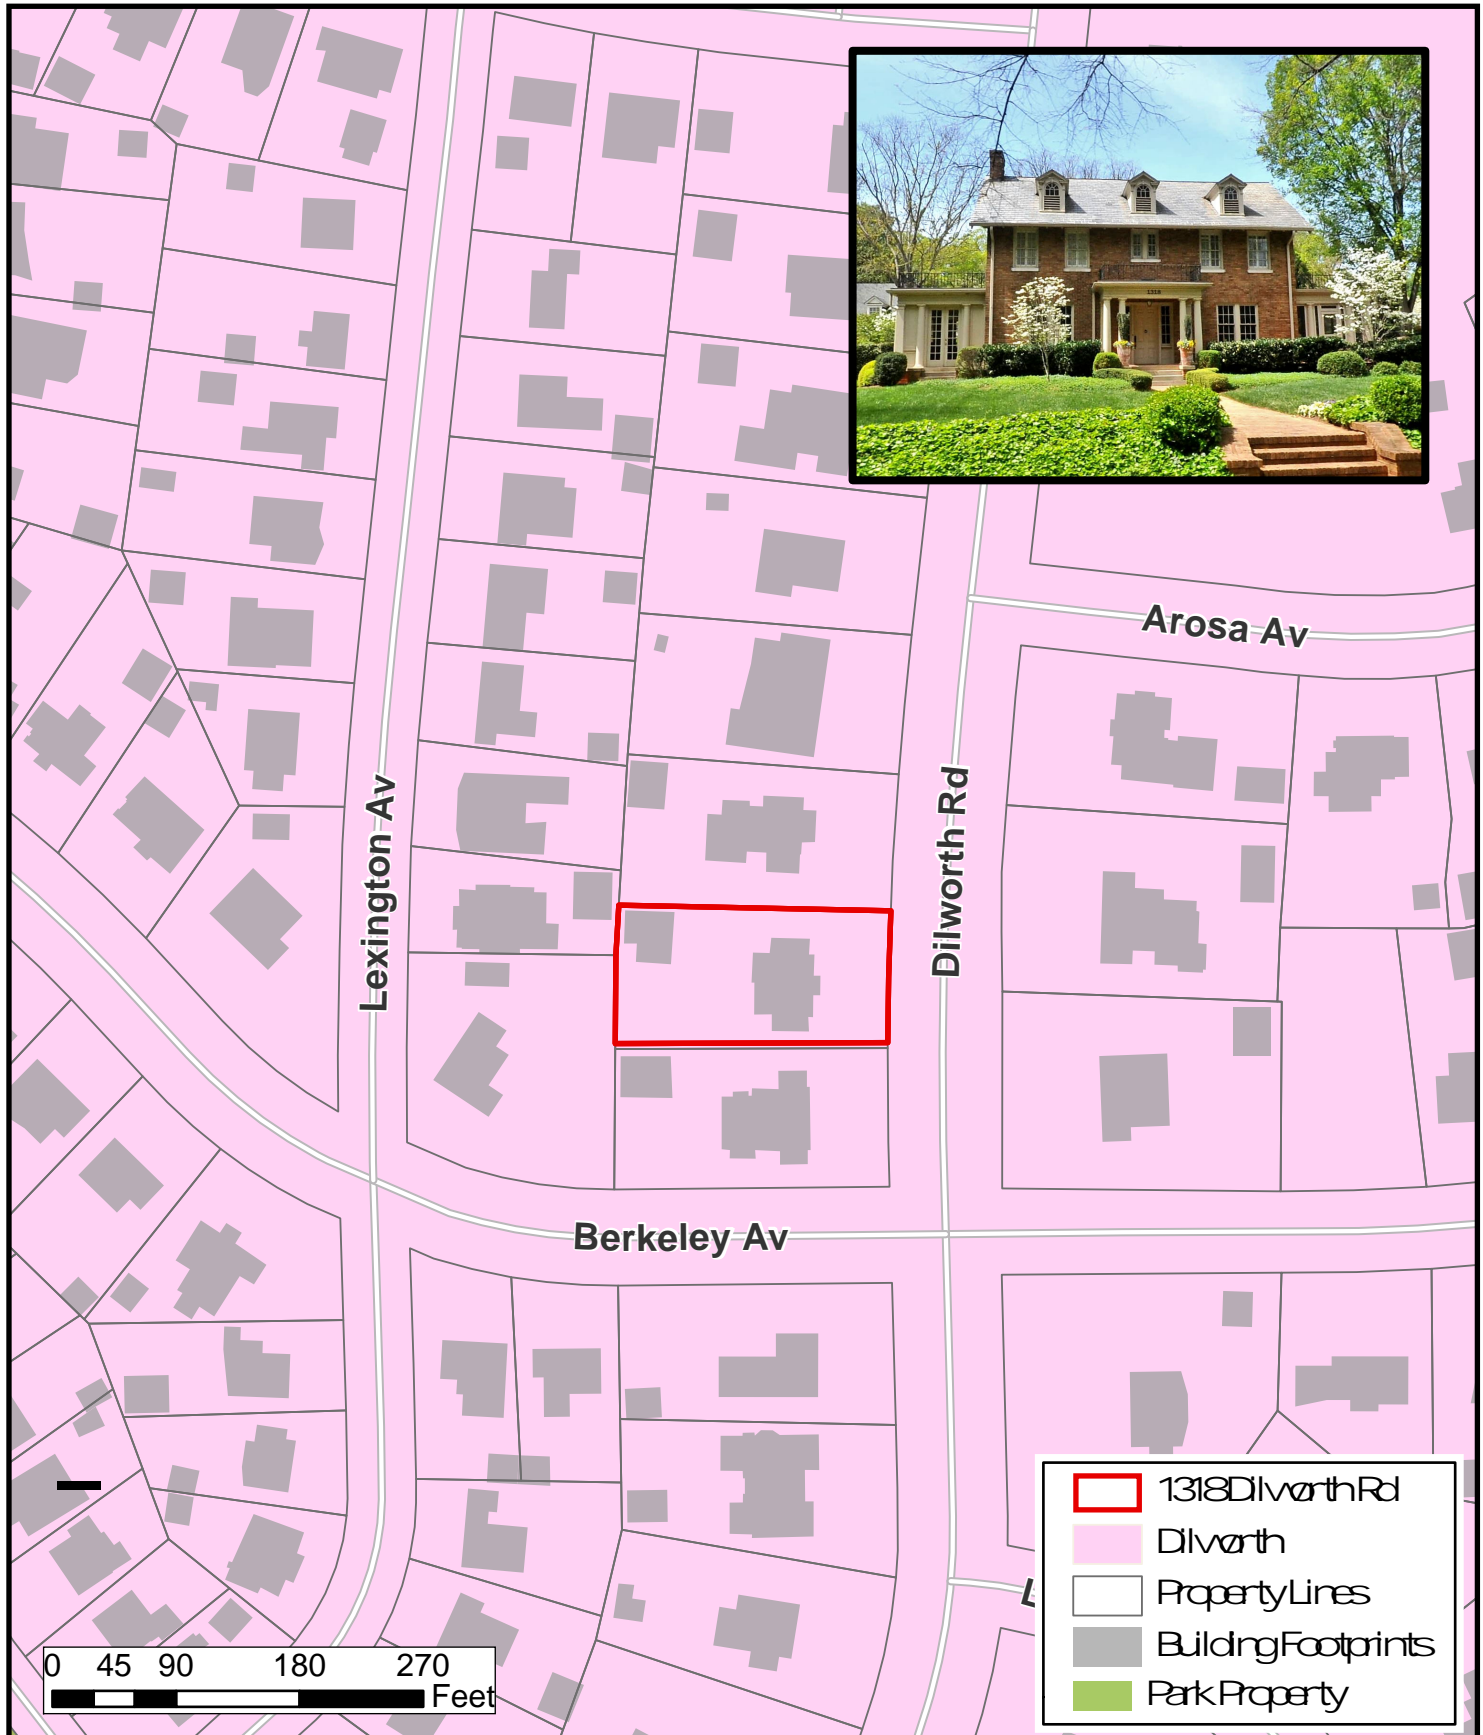 1318
Arosa Av
Dilworth Rd
Lexington Av
Berkeley Av
L
1318 Dilworth Rd
Dilworth
Property Lines
Building Footprints
Park Property
0 45 90 180 270
Feet